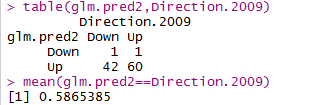 > table(glm.pred2,Direction.2009)
Direction.2009
glm.pred2 Down Up
Down 1 1
Up 42 60
> mean(glm.pred2==Direction.2009)
[1] 0.5865385